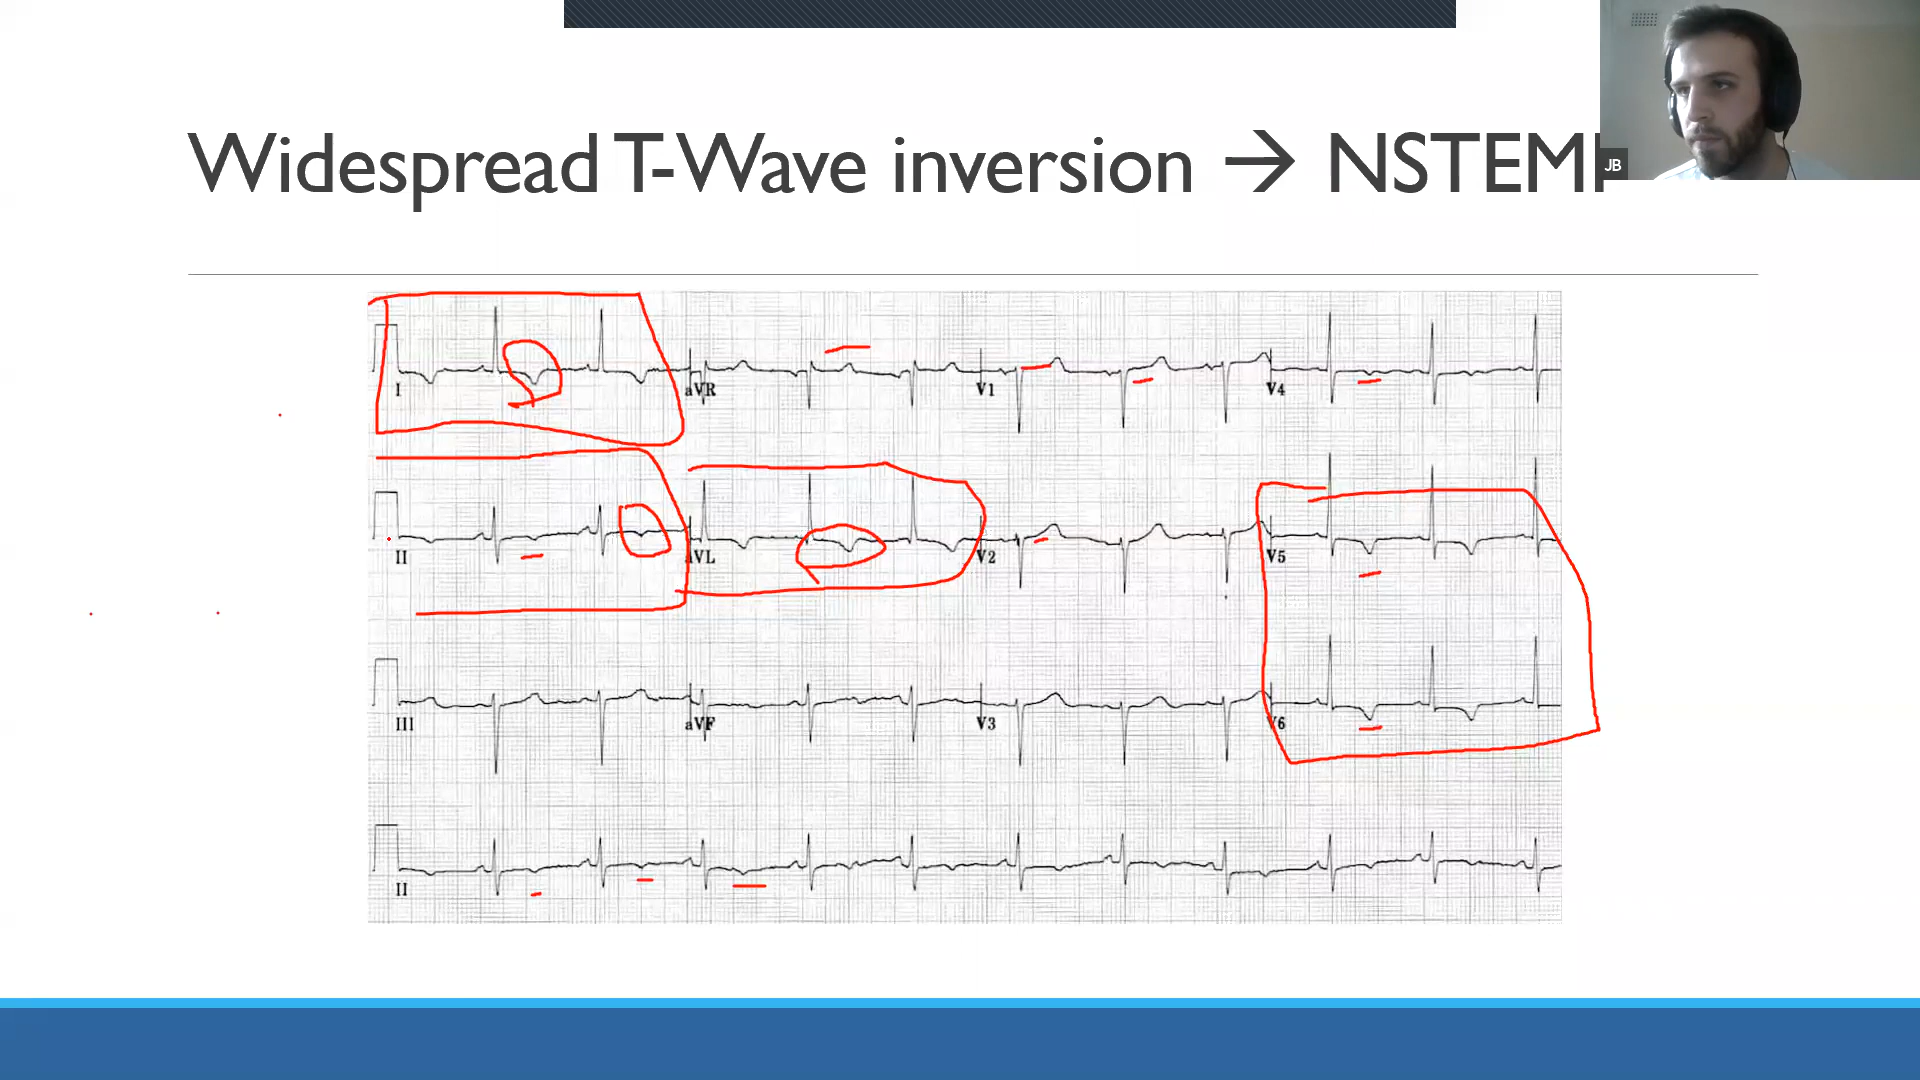 Widespread T-Wave inversion → NSTEMI
JB
I aVR V1 V4
II aVL V2 V5
III aVF V3 V6
II